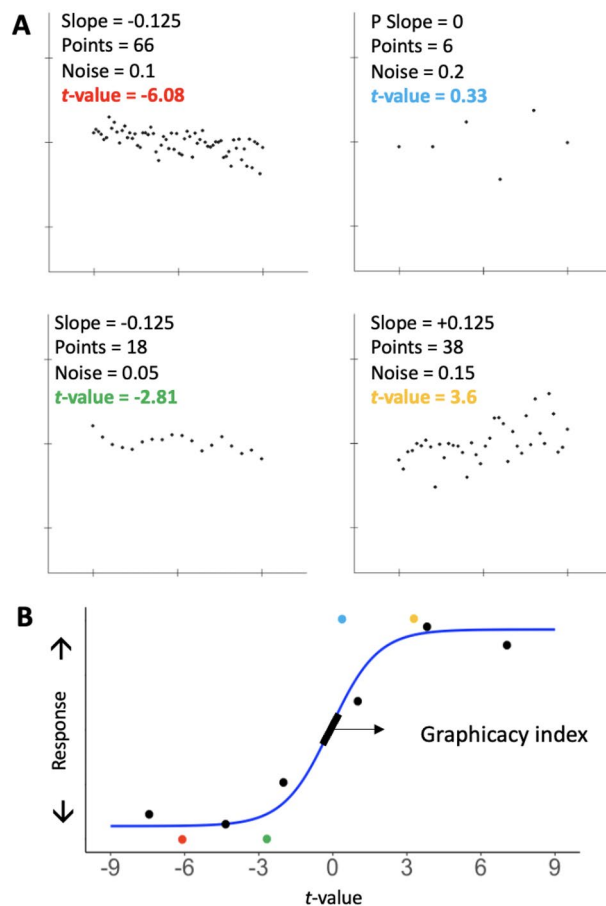 A
Slope = -0.125
Points = 66
Noise = 0.1
t-value = -6.08
P Slope = 0
Points = 6
Noise = 0.2
t-value = 0.33
Slope = -0.125
Points = 18
Noise = 0.05
t-value = -2.81
Slope = +0.125
Points = 38
Noise = 0.15
t-value = 3.6
B
Response
Graphicacy index
-9 -6 -3 0 3 6 9
t-value